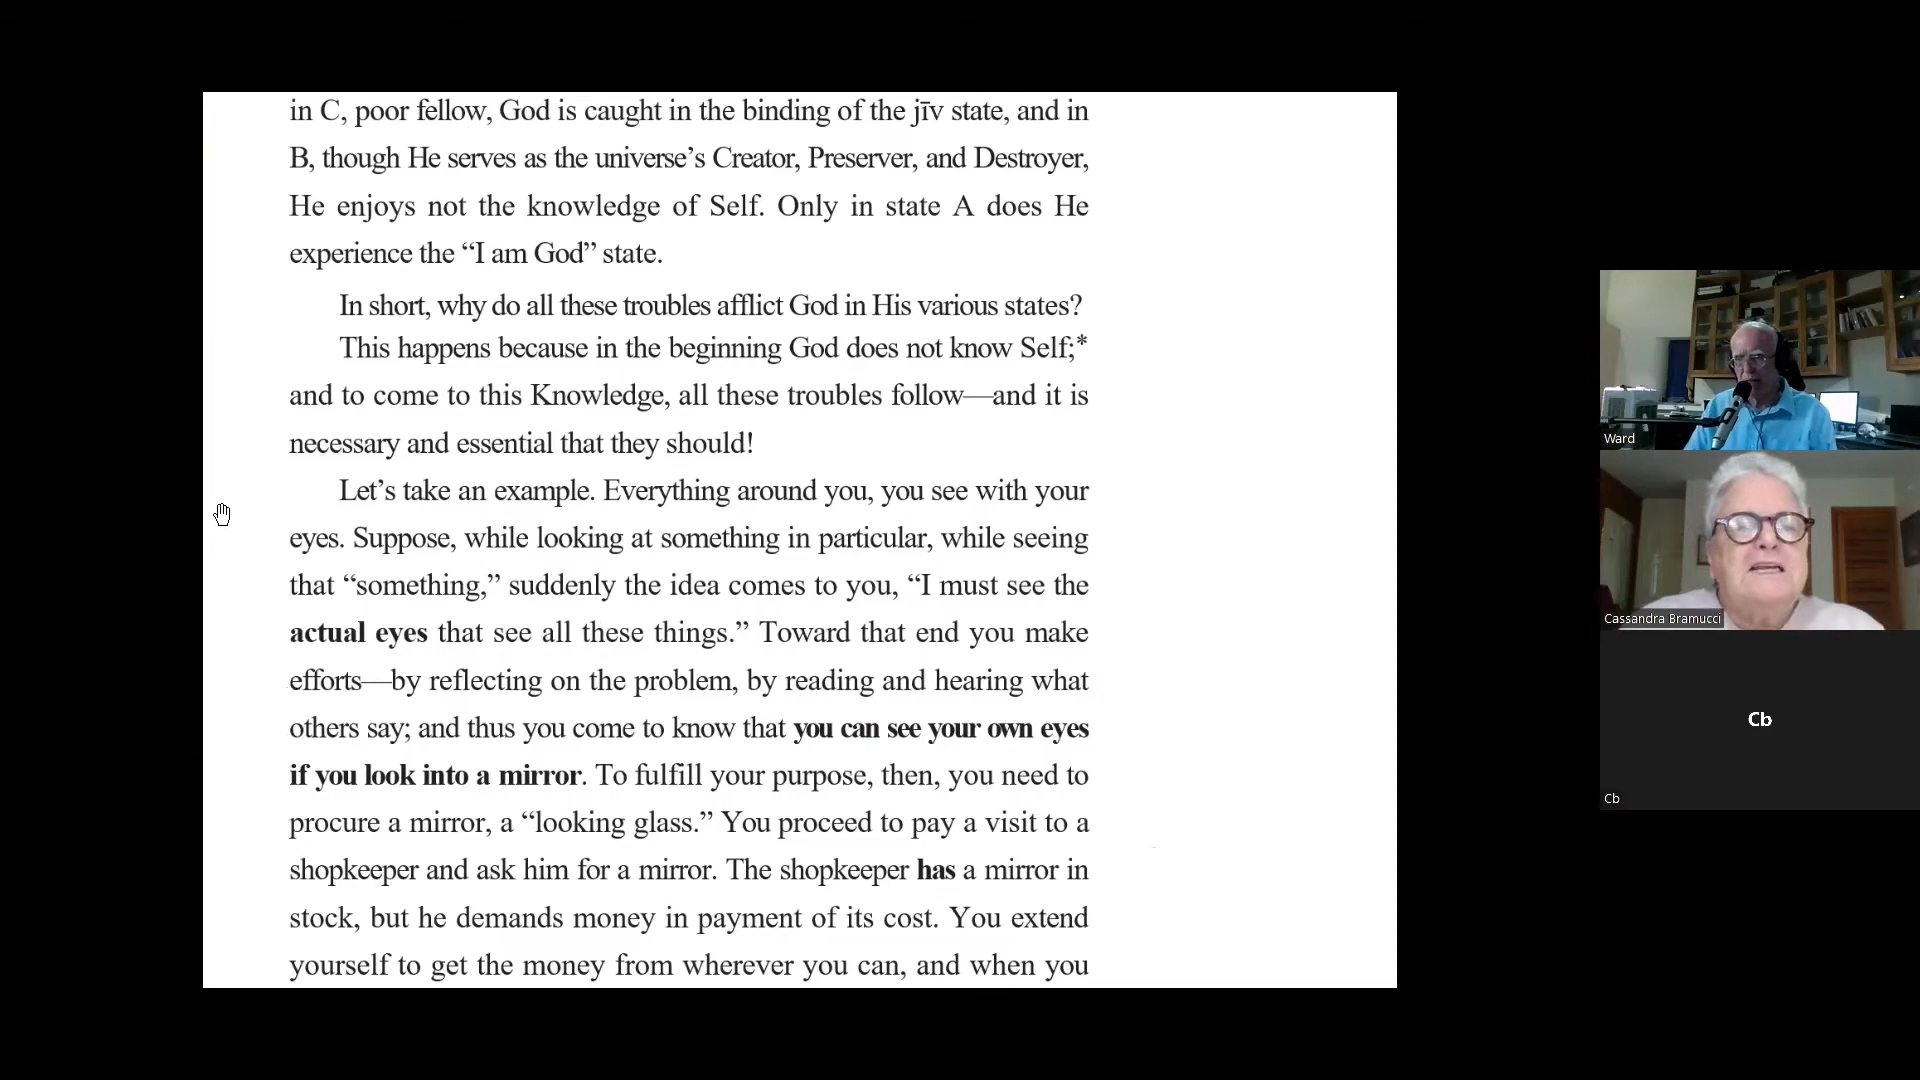 in C, poor fellow, God is caught in the binding of the jīv state, and in
B, though He serves as the universe’s Creator, Preserver, and Destroyer,
He enjoys not the knowledge of Self. Only in state A does He
experience the “I am God” state.
In short, why do all these troubles afflict God in His various states?
This happens because in the beginning God does not know Self;*
and to come to this Knowledge, all these troubles follow—and it is
necessary and essential that they should!
Let’s take an example. Everything around you, you see with your
eyes. Suppose, while looking at something in particular, while seeing
that “something,” suddenly the idea comes to you, “I must see the
actual eyes that see all these things.” Toward that end you make
efforts—by reflecting on the problem, by reading and hearing what
others say; and thus you come to know that you can see your own eyes
if you look into a mirror. To fulfill your purpose, then, you need to
procure a mirror, a “looking glass.” You proceed to pay a visit to a
shopkeeper and ask him for a mirror. The shopkeeper has a mirror in
stock, but he demands money in payment of its cost. You extend
yourself to get the money from wherever you can, and when you
Ward
Cassandra Bramucci
Cb
Cb